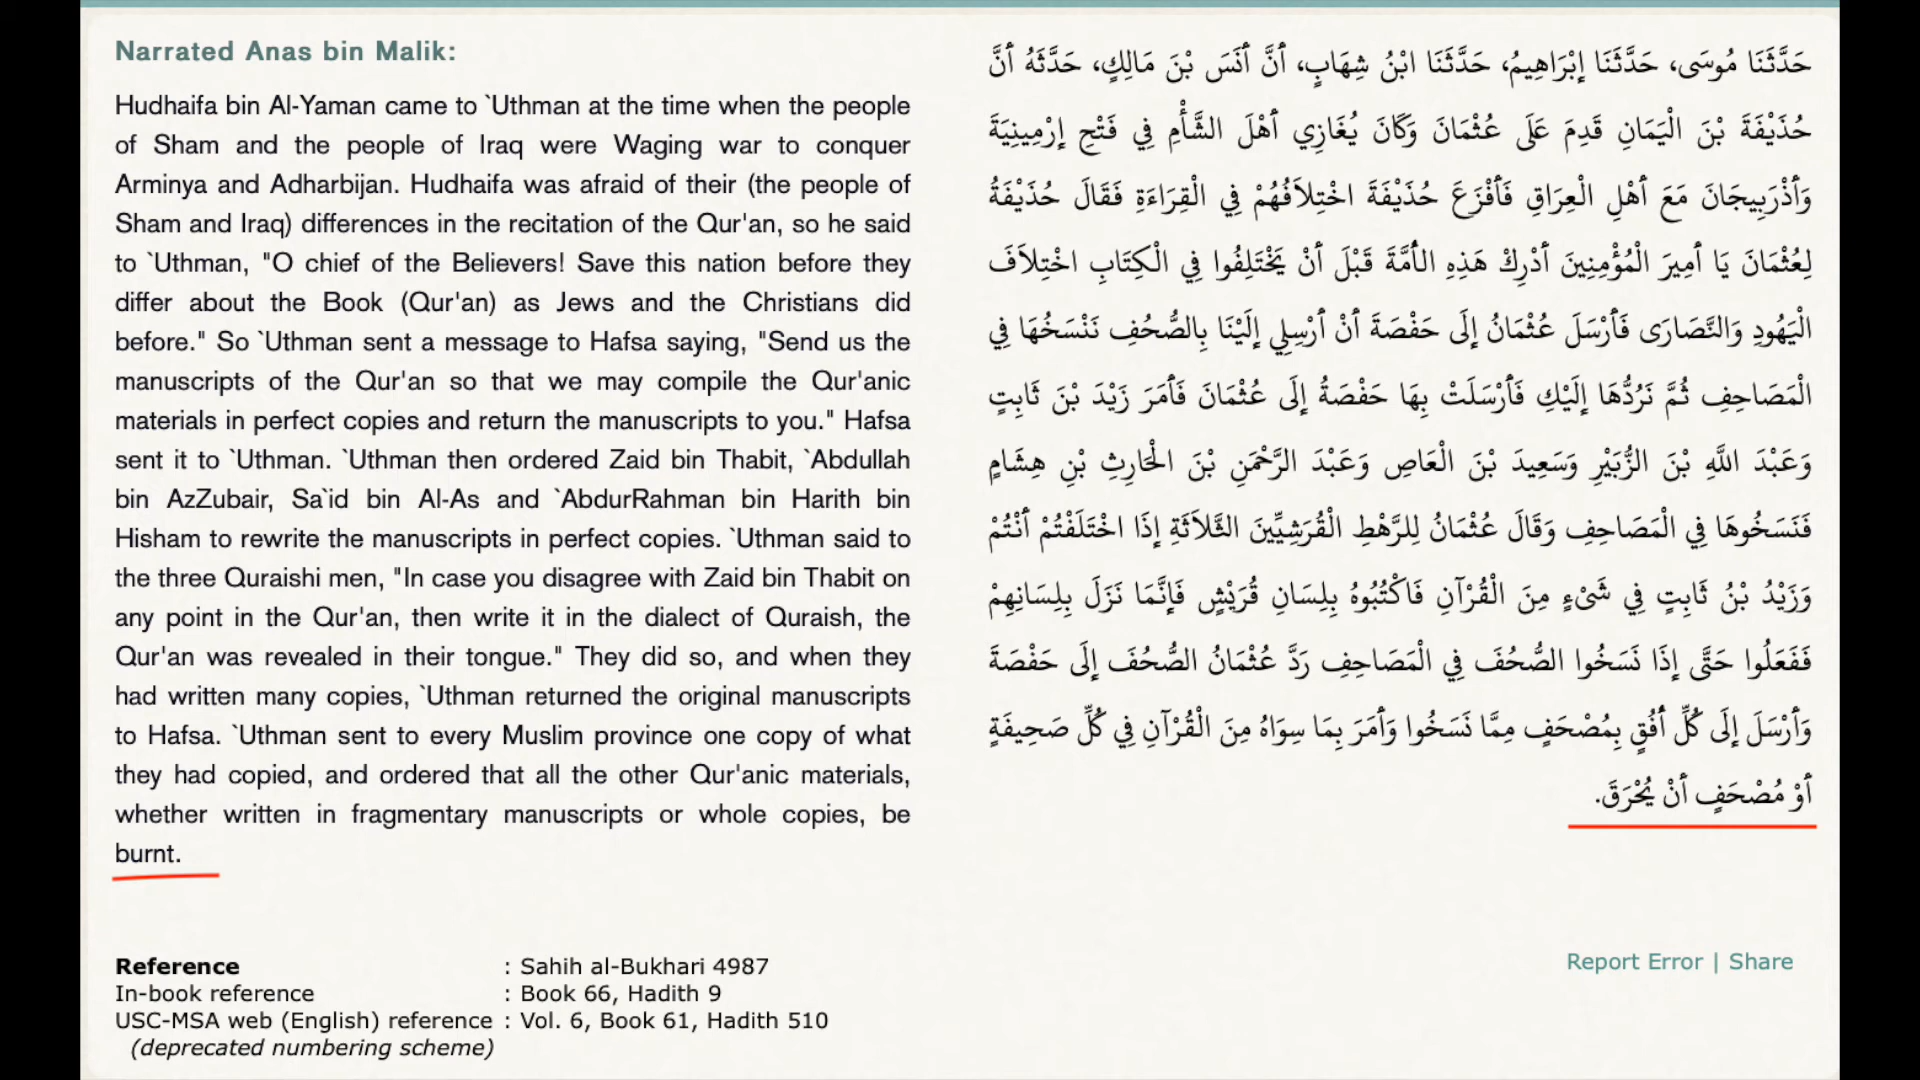 Narrated Anas bin Malik:
Hudhaifa bin Al-Yaman came to `Uthman at the time when the people
of Sham and the people of Iraq were Waging war to conquer
Arminya and Adharbijan. Hudhaifa was afraid of their (the people of
Sham and Iraq) differences in the recitation of the Qur'an, so he said
to `Uthman, "O chief of the Believers! Save this nation before they
differ about the Book (Qur'an) as Jews and the Christians did
before." So `Uthman sent a message to Hafsa saying, "Send us the
manuscripts of the Qur'an so that we may compile the Qur'anic
materials in perfect copies and return the manuscripts to you." Hafsa
sent it to `Uthman. `Uthman then ordered Zaid bin Thabit, `Abdullah
bin AzZubair, Sa`id bin Al-As and `AbdurRahman bin Harith bin
Hisham to rewrite the manuscripts in perfect copies. `Uthman said to
the three Quraishi men, "In case you disagree with Zaid bin Thabit on
any point in the Qur'an, then write it in the dialect of Quraish, the
Qur'an was revealed in their tongue." They did so, and when they
had written many copies, `Uthman returned the original manuscripts
to Hafsa. `Uthman sent to every Muslim province one copy of what
they had copied, and ordered that all the other Qur'anic materials,
whether written in fragmentary manuscripts or whole copies, be
burnt.
حَدَّثَنَا مُوسَى، حَدَّثَنَا إِبْرَاهِيمُ، حَدَّثَنَا ابْنُ شِهَابٍ، أَنَّ أَنَسَ بْنَ مَالِكٍ، حَدَّثَهُ أَنَّ
حُذَيْفَةَ بْنَ الْيَمَانِ قَدِمَ عَلَى عُثْمَانَ وَكَانَ يُغَازِي أَهْلَ الشَّأْمِ فِي فَتْحِ إِرْمِينِيَةَ
وَأَذْرَبِيجَانَ مَعَ أَهْلِ الْعِرَاقِ فَأَفْزَعَ حُذَيْفَةَ اخْتِلاَفُهُمْ فِي الْقِرَاءَةِ فَقَالَ حُذَيْفَةُ
لِعُثْمَانَ يَا أَمِيرَ الْمُؤْمِنِينَ أَدْرِكْ هَذِهِ الأُمَّةَ قَبْلَ أَنْ يَخْتَلِفُوا فِي الْكِتَابِ اخْتِلاَفَ
الْيَهُودِ وَالنَّصَارَى فَأَرْسَلَ عُثْمَانُ إِلَى حَفْصَةَ أَنْ أَرْسِلِي إِلَيْنَا بِالصُّحُفِ نَنْسَخُهَا فِي
الْمَصَاحِفِ ثُمَّ نَرُدُّهَا إِلَيْكِ فَأَرْسَلَتْ بِهَا حَفْصَةُ إِلَى عُثْمَانَ فَأَمَرَ زَيْدَ بْنَ ثَابِتٍ
وَعَبْدَ اللَّهِ بْنَ الزُّبَيْرِ وَسَعِيدَ بْنَ الْعَاصِ وَعَبْدَ الرَّحْمَنِ بْنَ الْحَارِثِ بْنِ هِشَامٍ
فَنَسَخُوهَا فِي الْمَصَاحِفِ وَقَالَ عُثْمَانُ لِلرَّهْطِ الْقُرَشِيِّينَ الثَّلاَثَةِ إِذَا اخْتَلَفْتُمْ أَنْتُمْ
وَزَيْدُ بْنُ ثَابِتٍ فِي شَىْءٍ مِنَ الْقُرْآنِ فَاكْتُبُوهُ بِلِسَانِ قُرَيْشٍ فَإِنَّمَا نَزَلَ بِلِسَانِهِمْ
فَفَعَلُوا حَتَّى إِذَا نَسَخُوا الصُّحُفَ فِي الْمَصَاحِفِ رَدَّ عُثْمَانُ الصُّحُفَ إِلَى حَفْصَةَ
وَأَرْسَلَ إِلَى كُلِّ أُفُقٍ بِمُصْحَفٍ مِمَّا نَسَخُوا وَأَمَرَ بِمَا سِوَاهُ مِنَ الْقُرْآنِ فِي كُلِّ صَحِيفَةٍ
أَوْ مُصْحَفٍ أَنْ يُحْرَقَ.
Reference : Sahih al-Bukhari 4987
In-book reference : Book 66, Hadith 9
USC-MSA web (English) reference : Vol. 6, Book 61, Hadith 510
(deprecated numbering scheme)
Report Error | Share